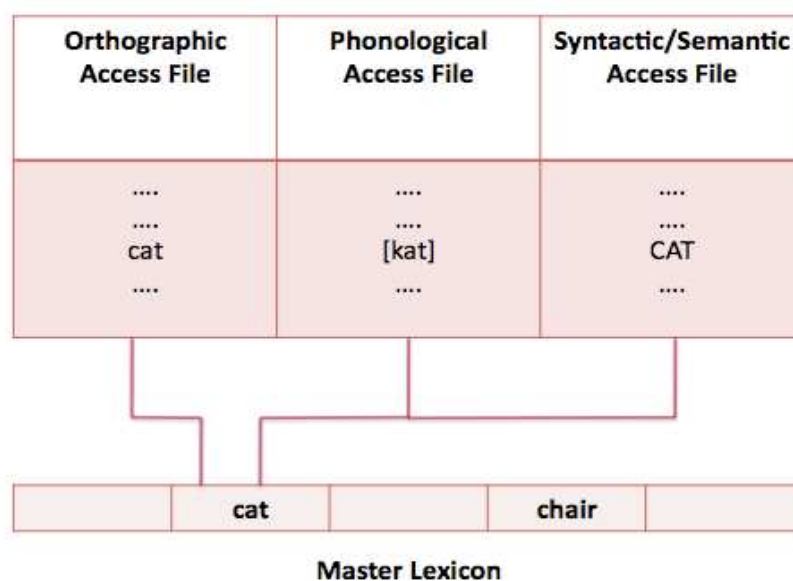 Orthographic
Access File
Phonological
Access File
Syntactic/Semantic
Access File
....
....
cat
....
....
....
[kat]
....
....
....
CAT
....
cat
chair
Master Lexicon